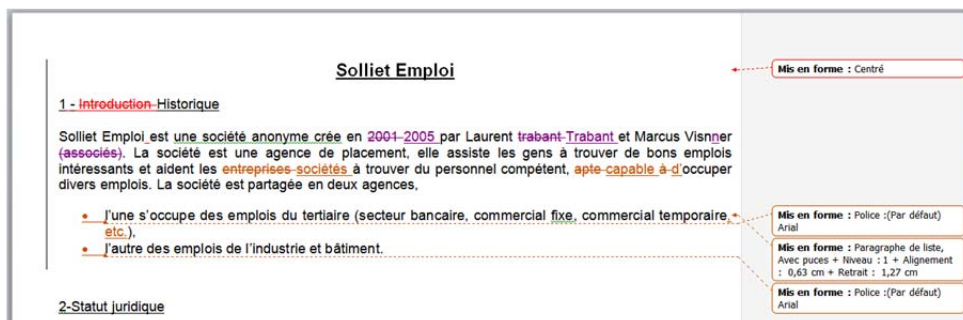 Solliet Emploi
1 - Introduction Historique
Solliet Emploi est une société anonyme crée en 2001 2005 par Laurent trabant Trabant et Marcus Visnner
(associés). La société est une agence de placement, elle assiste les gens à trouver de bons emplois
intéressants et aident les entreprises sociétés à trouver du personnel compétent, apte capable à d'occuper
divers emplois. La société est partagée en deux agences,
• l'une s'occupe des emplois du tertiaire (secteur bancaire, commercial fixe, commercial temporaire,
etc.),
• l'autre des emplois de l'industrie et bâtiment.
2-Statut juridique
Mis en forme : Centré
Mis en forme : Police :(Par défaut)
Arial
Mis en forme : Paragraphe de liste,
Avec puces + Niveau : 1 + Alignement
: 0,63 cm + Retrait : 1,27 cm
Mis en forme : Police :(Par défaut)
Arial